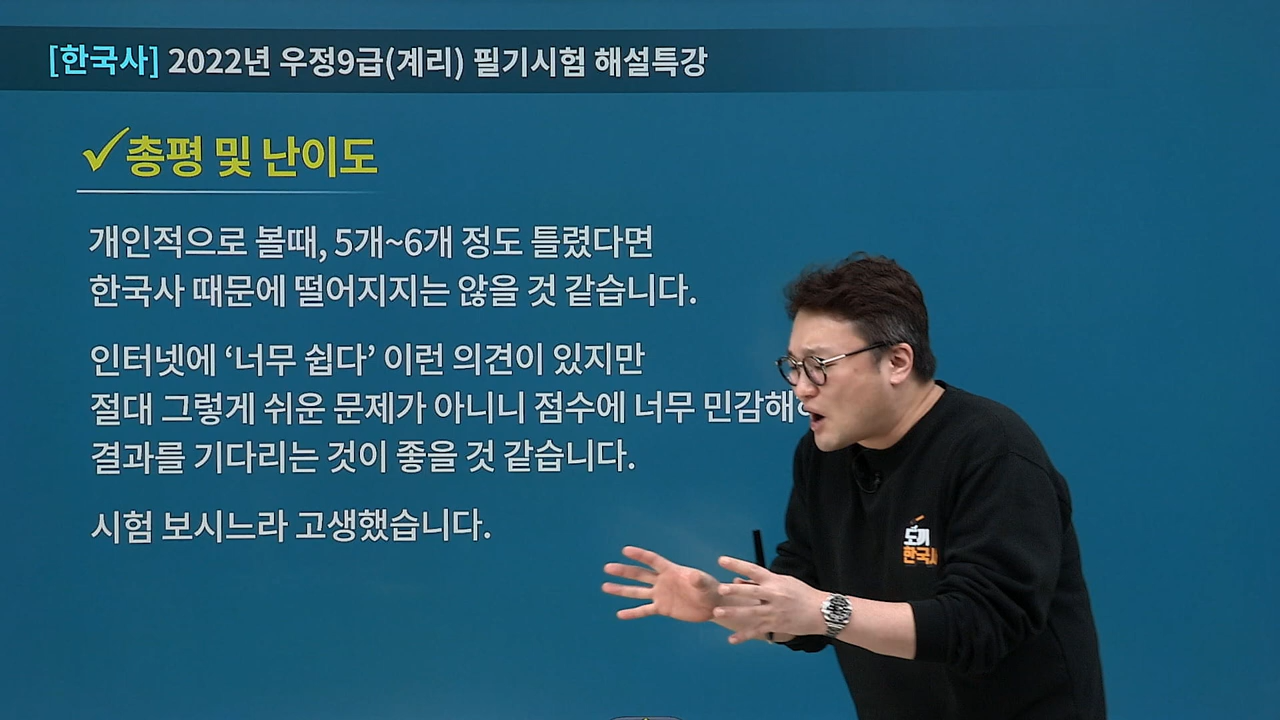 [한국사] 2022년 우정9급(계리) 필기시험 해설특강
✓총평 및 난이도
개인적으로 볼때, 5개~6개 정도 틀렸다면
한국사 때문에 떨어지지는 않을 것 같습니다.
인터넷에 ‘너무 쉽다’ 이런 의견이 있지만
절대 그렇게 쉬운 문제가 아니니 점수에 너무 민감해
결과를 기다리는 것이 좋을 것 같습니다.
시험 보시느라 고생했습니다.
도끼
한국사